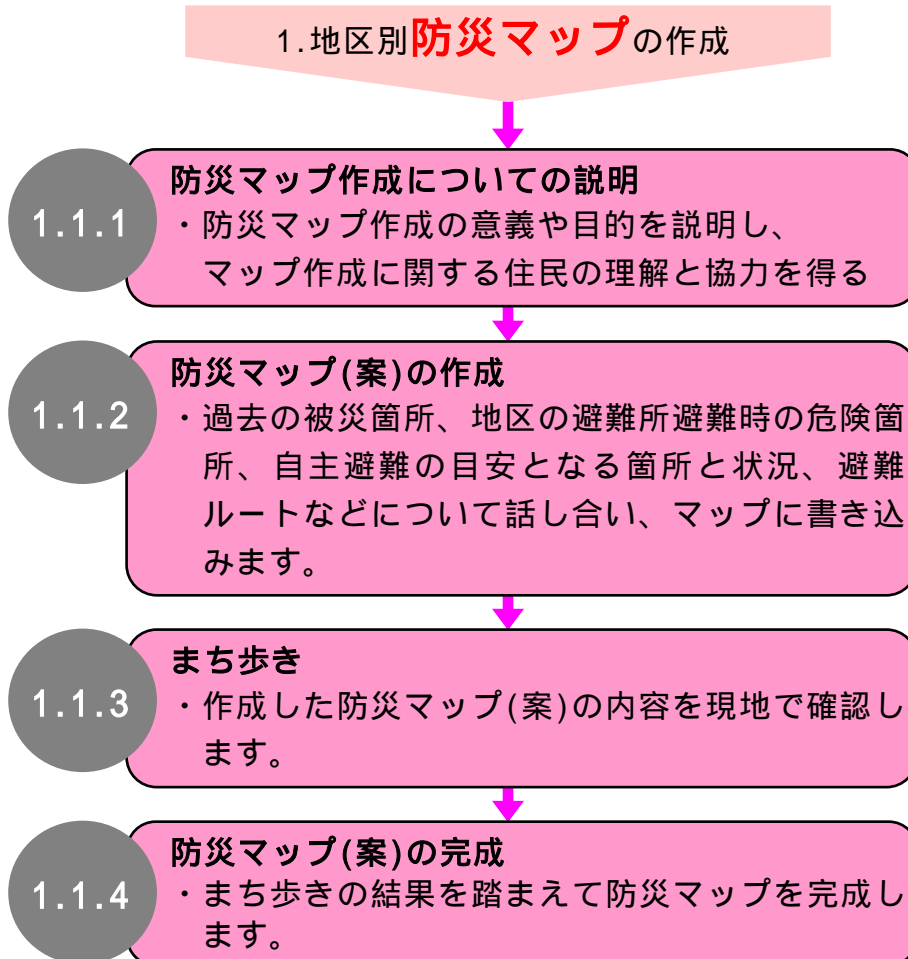 1.地区別防災マップの作成
1.1.1
防災マップ作成についての説明
・防災マップ作成の意義や目的を説明し、
マップ作成に関する住民の理解と協力を得る
1.1.2
防災マップ(案)の作成
・過去の被災箇所、地区の避難所避難時の危険箇
所、自主避難の目安となる箇所と状況、避難
ルートなどについて話し合い、マップに書き込
みます。
1.1.3
まち歩き
・作成した防災マップ(案)の内容を現地で確認し
ます。
1.1.4
防災マップ(案)の完成
・まち歩きの結果を踏まえて防災マップを完成し
ます。